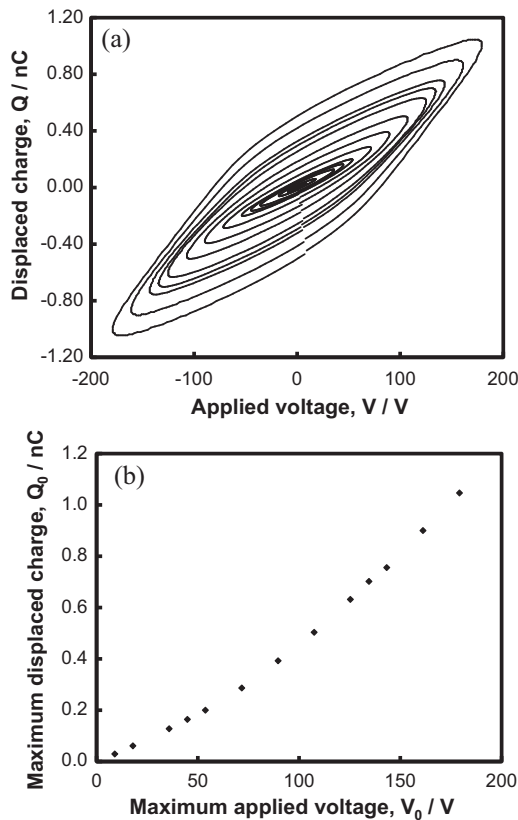 (a)
Displaced charge, Q / nC
1.20
0.80
0.40
0.00
-0.40
-0.80
-1.20
-200 -100 0 100 200
Applied voltage, V / V
(b)
Maximum displaced charge, Q₀ / nC
1.2
1.0
0.8
0.6
0.4
0.2
0.0
0 50 100 150 200
Maximum applied voltage, V₀ / V